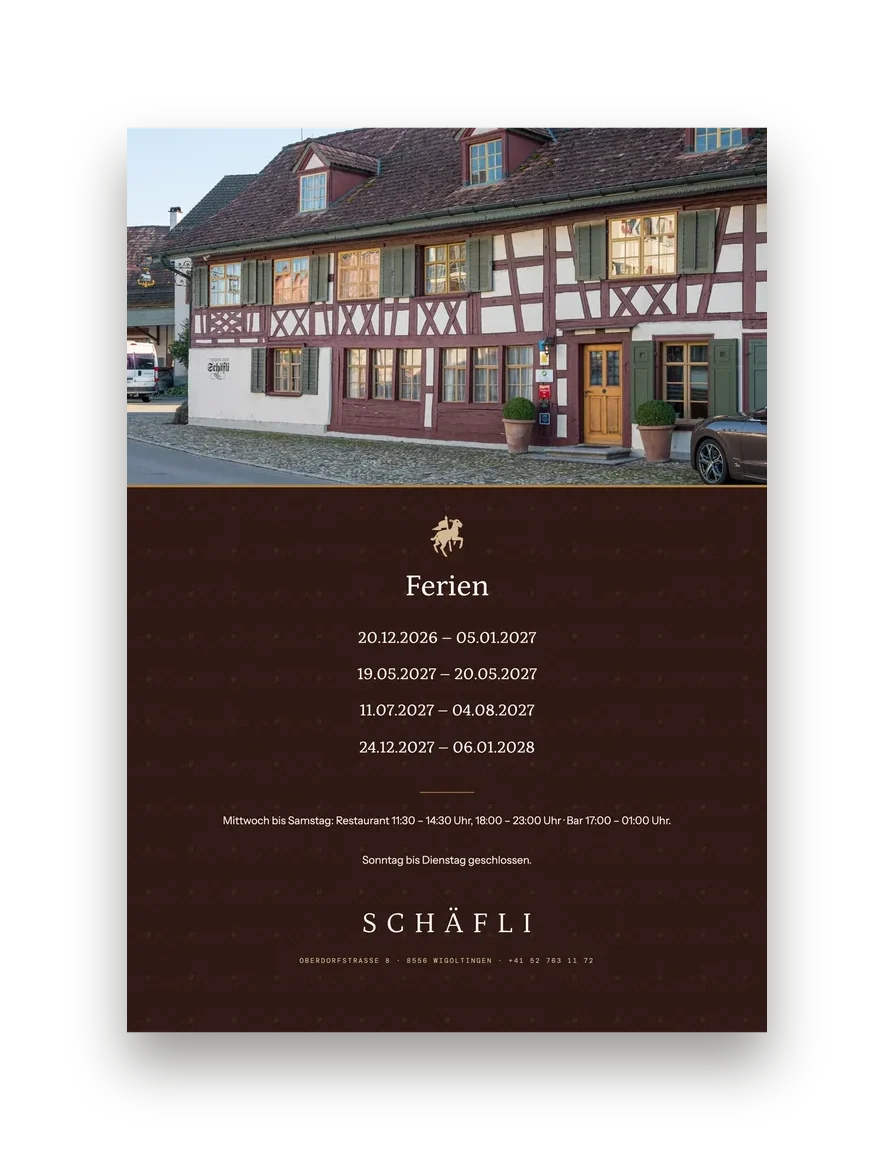 Schäfli
Ferien
20.12.2026 – 05.01.2027
19.05.2027 – 20.05.2027
11.07.2027 – 04.08.2027
24.12.2027 – 06.01.2028
Mittwoch bis Samstag: Restaurant 11:30 – 14:30 Uhr, 18:00 – 23:00 Uhr · Bar 17:00 – 01:00 Uhr.
Sonntag bis Dienstag geschlossen.
SCHÄFLI
OBERDORFSTRASSE 8 · 8556 WIGOLTINGEN · +41 52 763 11 72